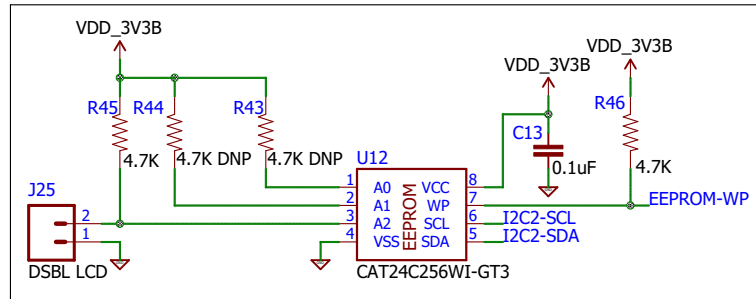 VDD_3V3B
VDD_3V3B
VDD_3V3B
R45 R44 R43
R46
C13
4.7K 4.7K DNP 4.7K DNP
0.1uF
4.7K
U12
J25
1 A0 VCC 8
2 A1 WP 7
3 A2 SCL 6
4 VSS SDA 5
EEPROM
EEPROM-WP
I2C2-SCL
I2C2-SDA
2
1
DSBL LCD
CAT24C256WI-GT3